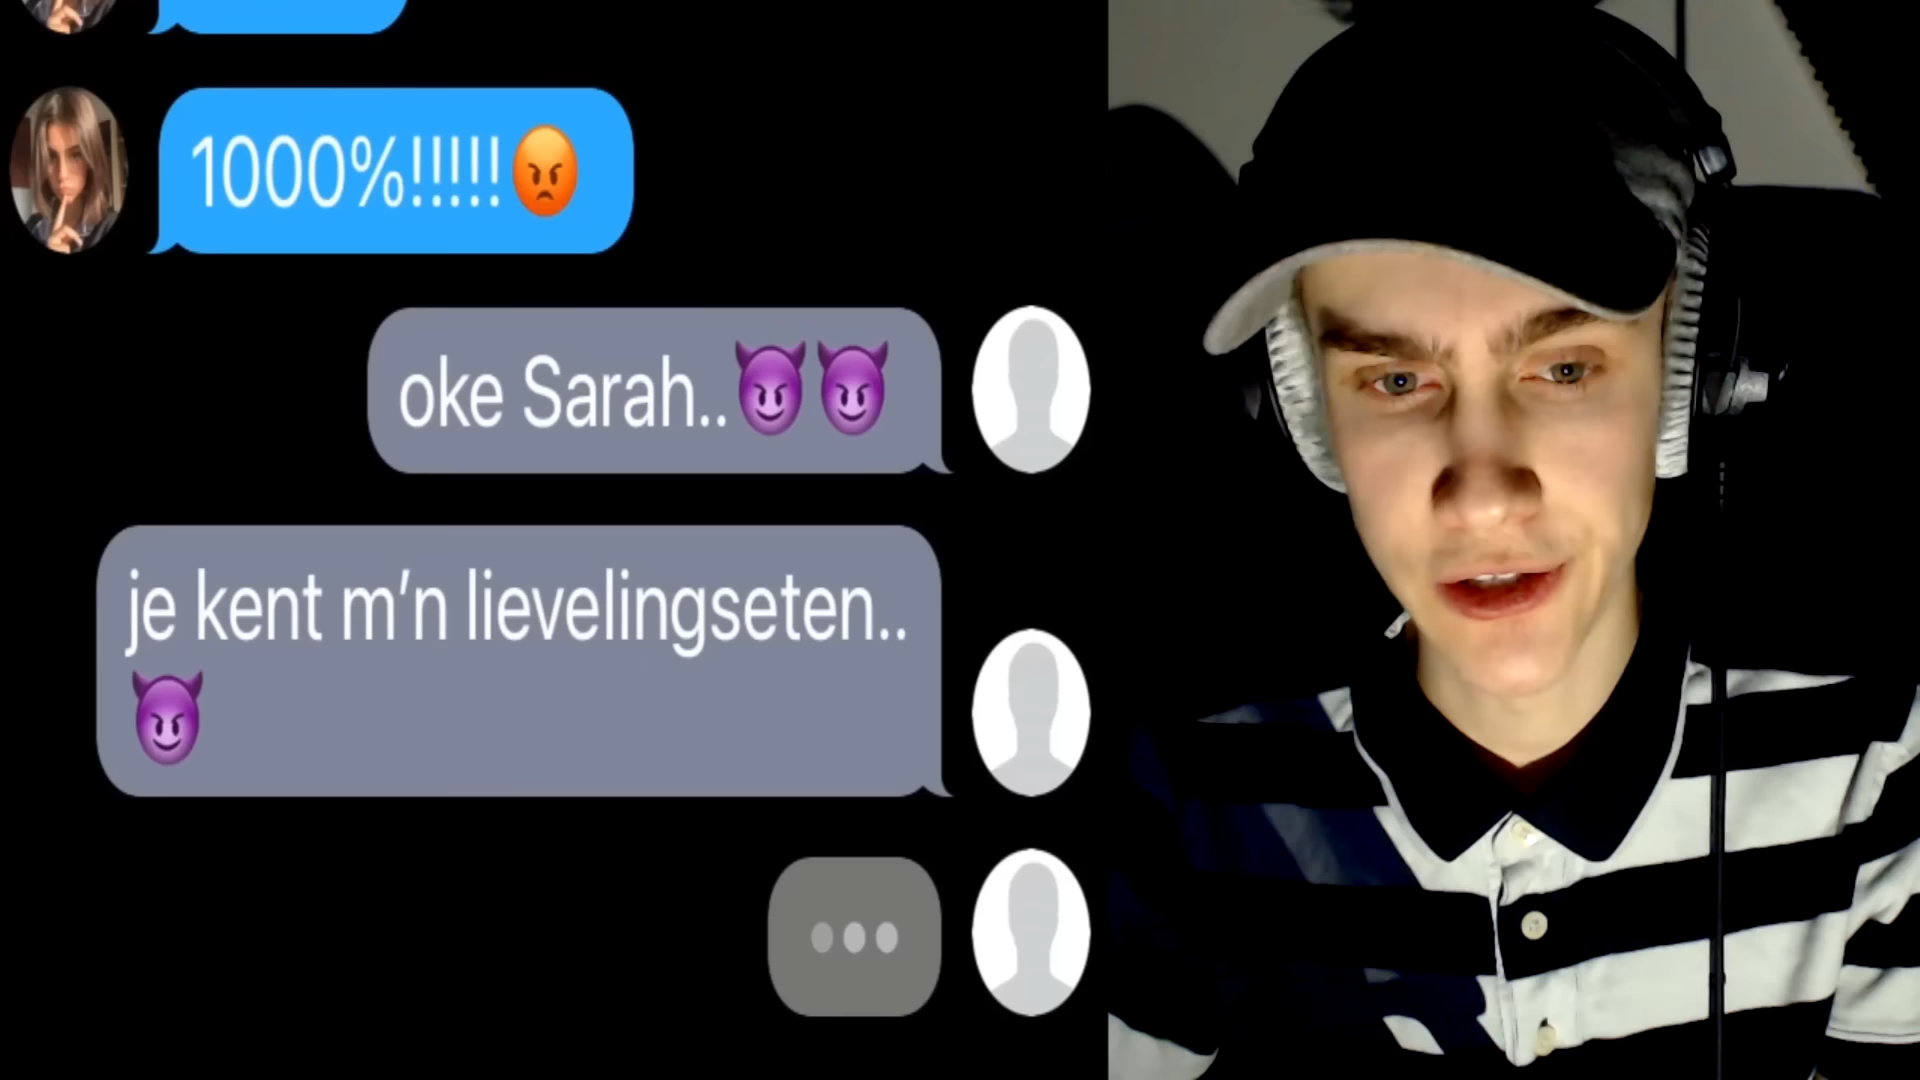 1000%!!!!!😡
oke Sarah..😈😈
je kent m’n lievelingseten..
😈